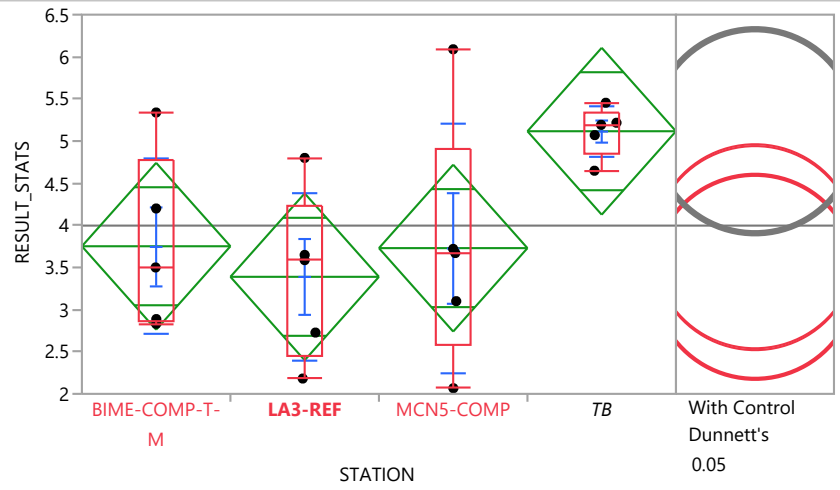 6.5
6
5.5
5
4.5
4
3.5
3
2.5
2
RESULT_STATS
BIME-COMP-T-
M
LA3-REF
MCN5-COMP
TB
With Control
Dunnett's
0.05
STATION